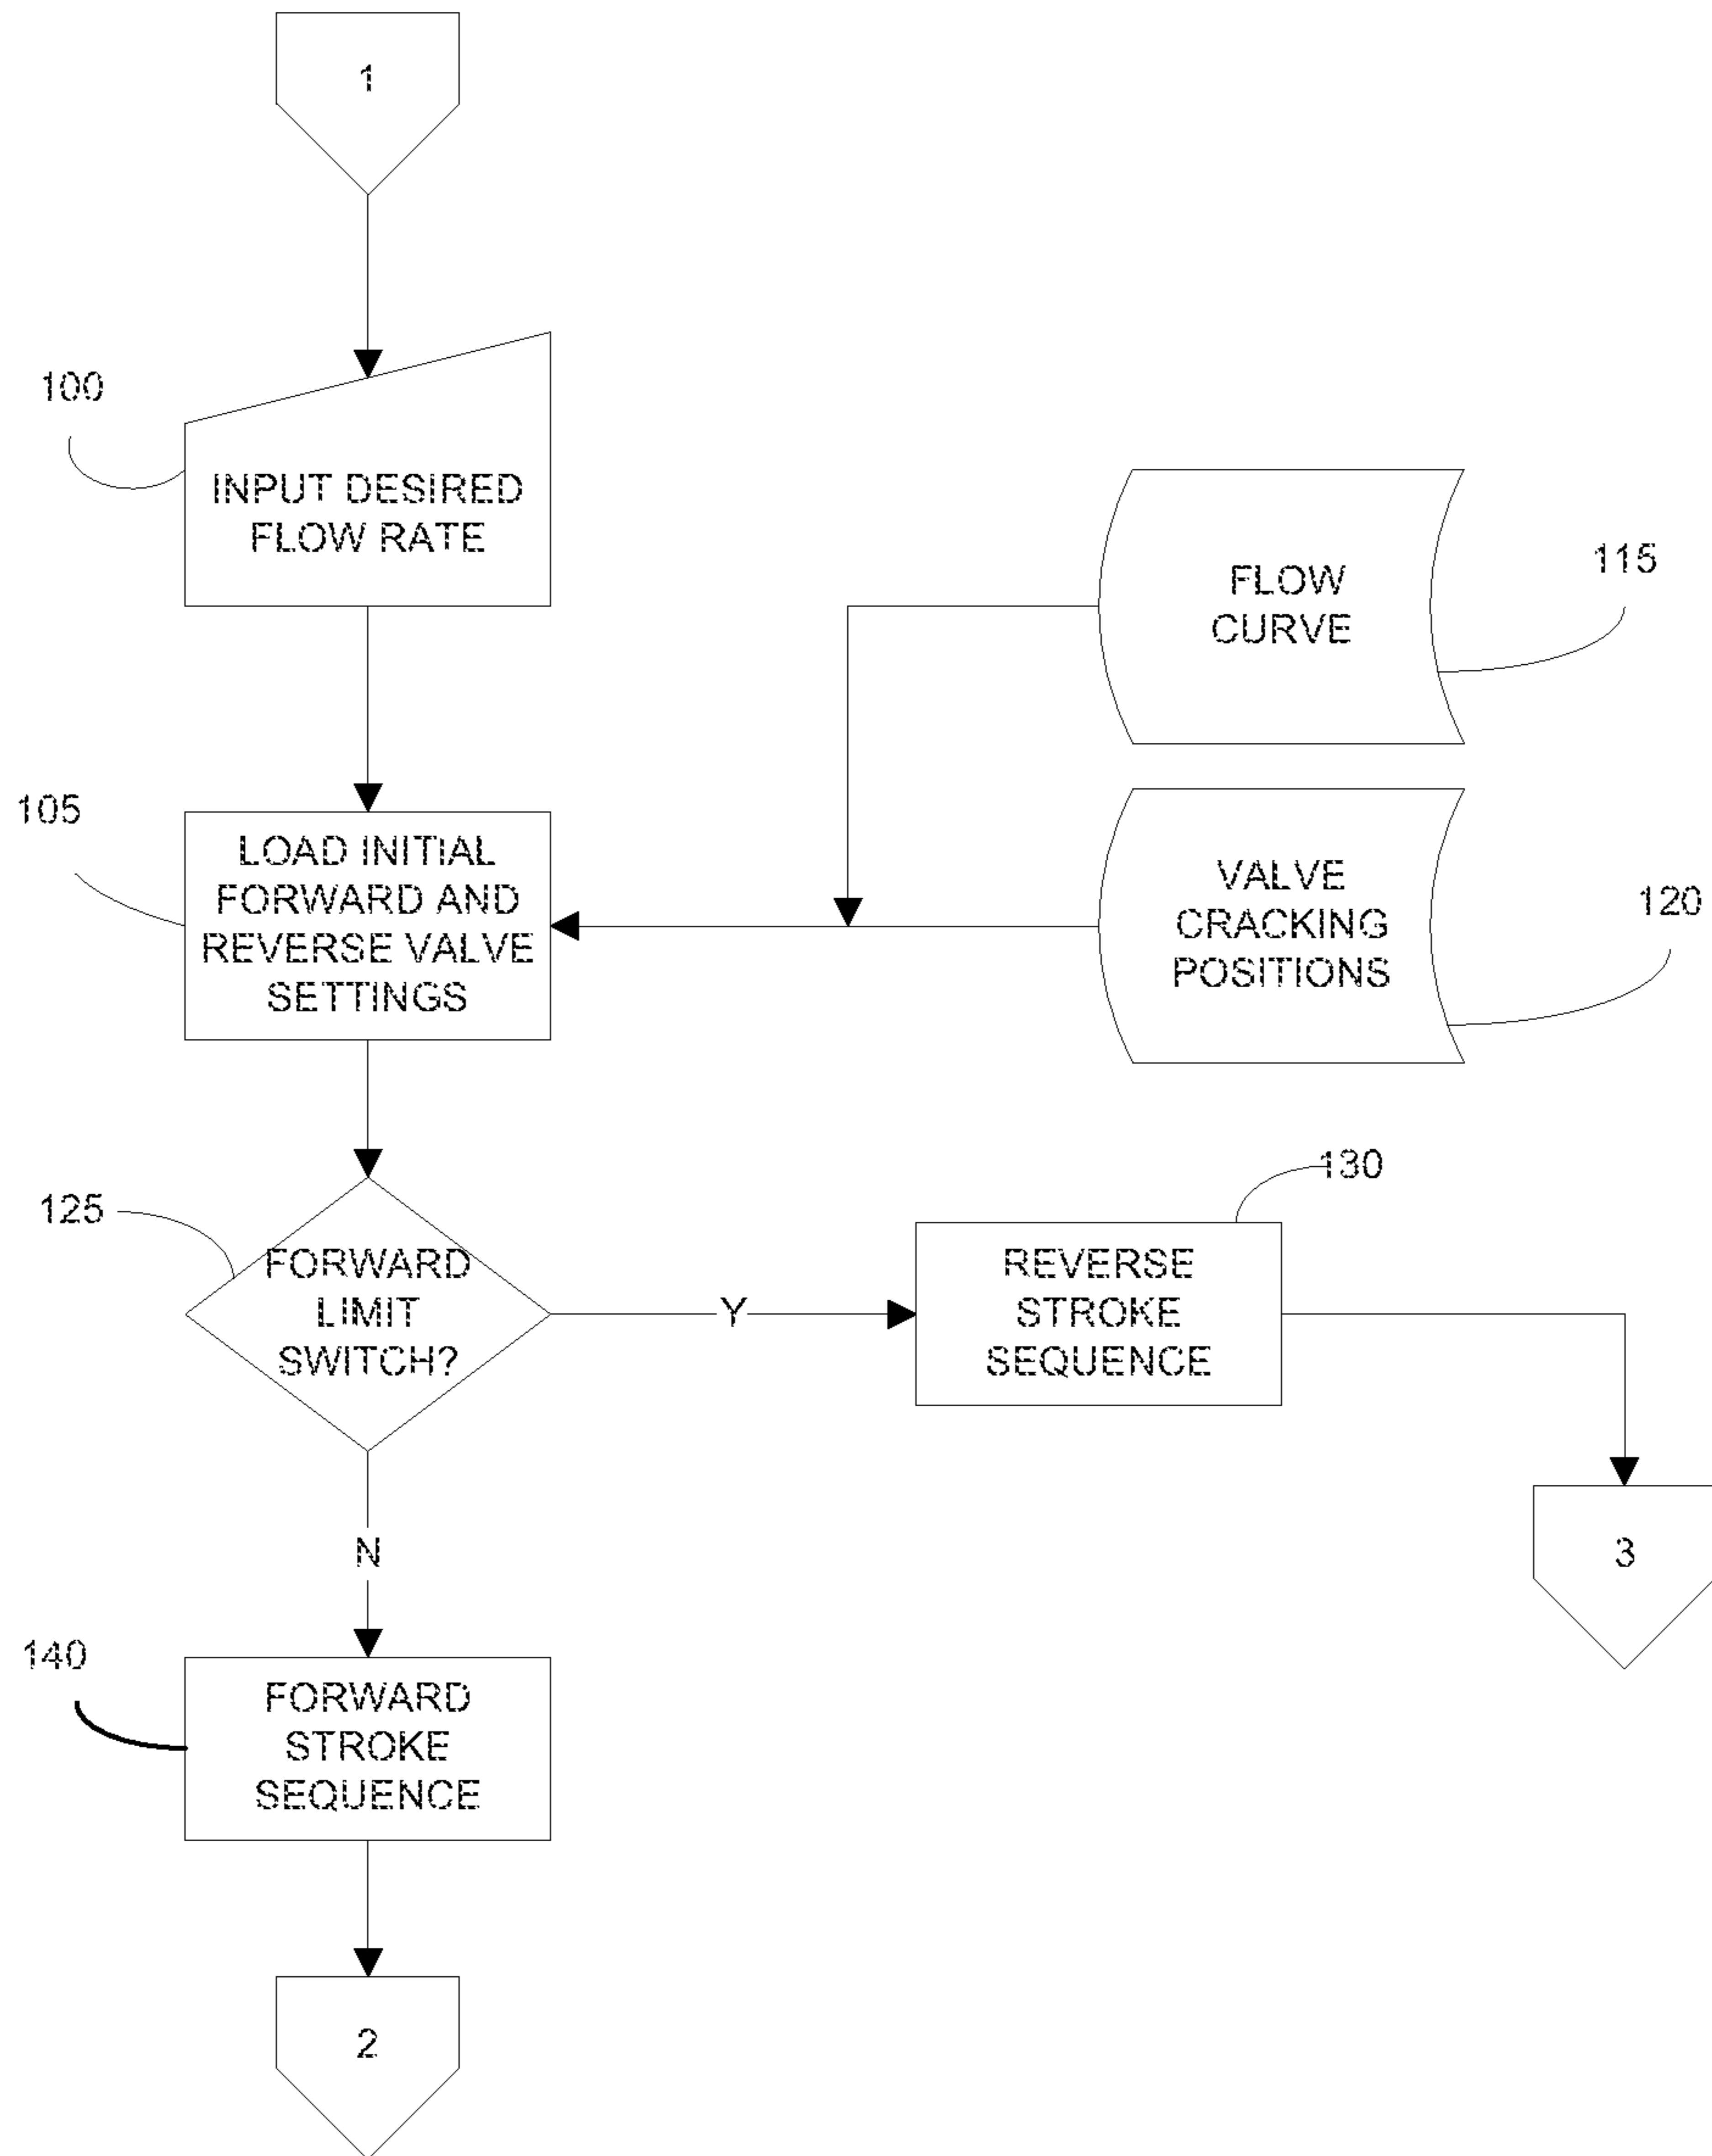 1
100
INPUT DESIRED
FLOW RATE
FLOW
CURVE
115
105
LOAD INITIAL
FORWARD AND
REVERSE VALVE
SETTINGS
VALVE
CRACKING
POSITIONS
120
125
FORWARD
LIMIT
SWITCH?
Y
130
REVERSE
STROKE
SEQUENCE
N
3
140
FORWARD
STROKE
SEQUENCE
2